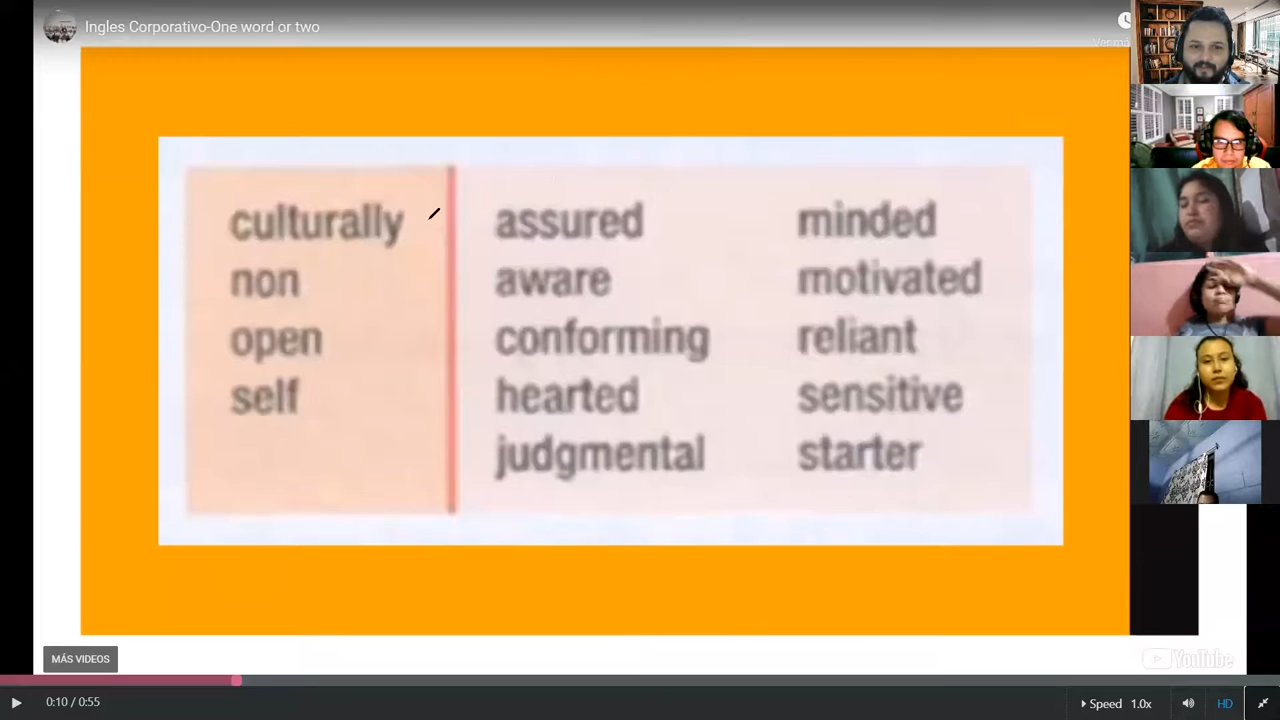 Ingles Corporativo-One word or two
culturally assured minded
non aware motivated
open conforming reliant
self hearted sensitive
judgmental starter
MÁS VIDEOS
YouTube
0:10 / 0:55
Speed 1.0x
HD